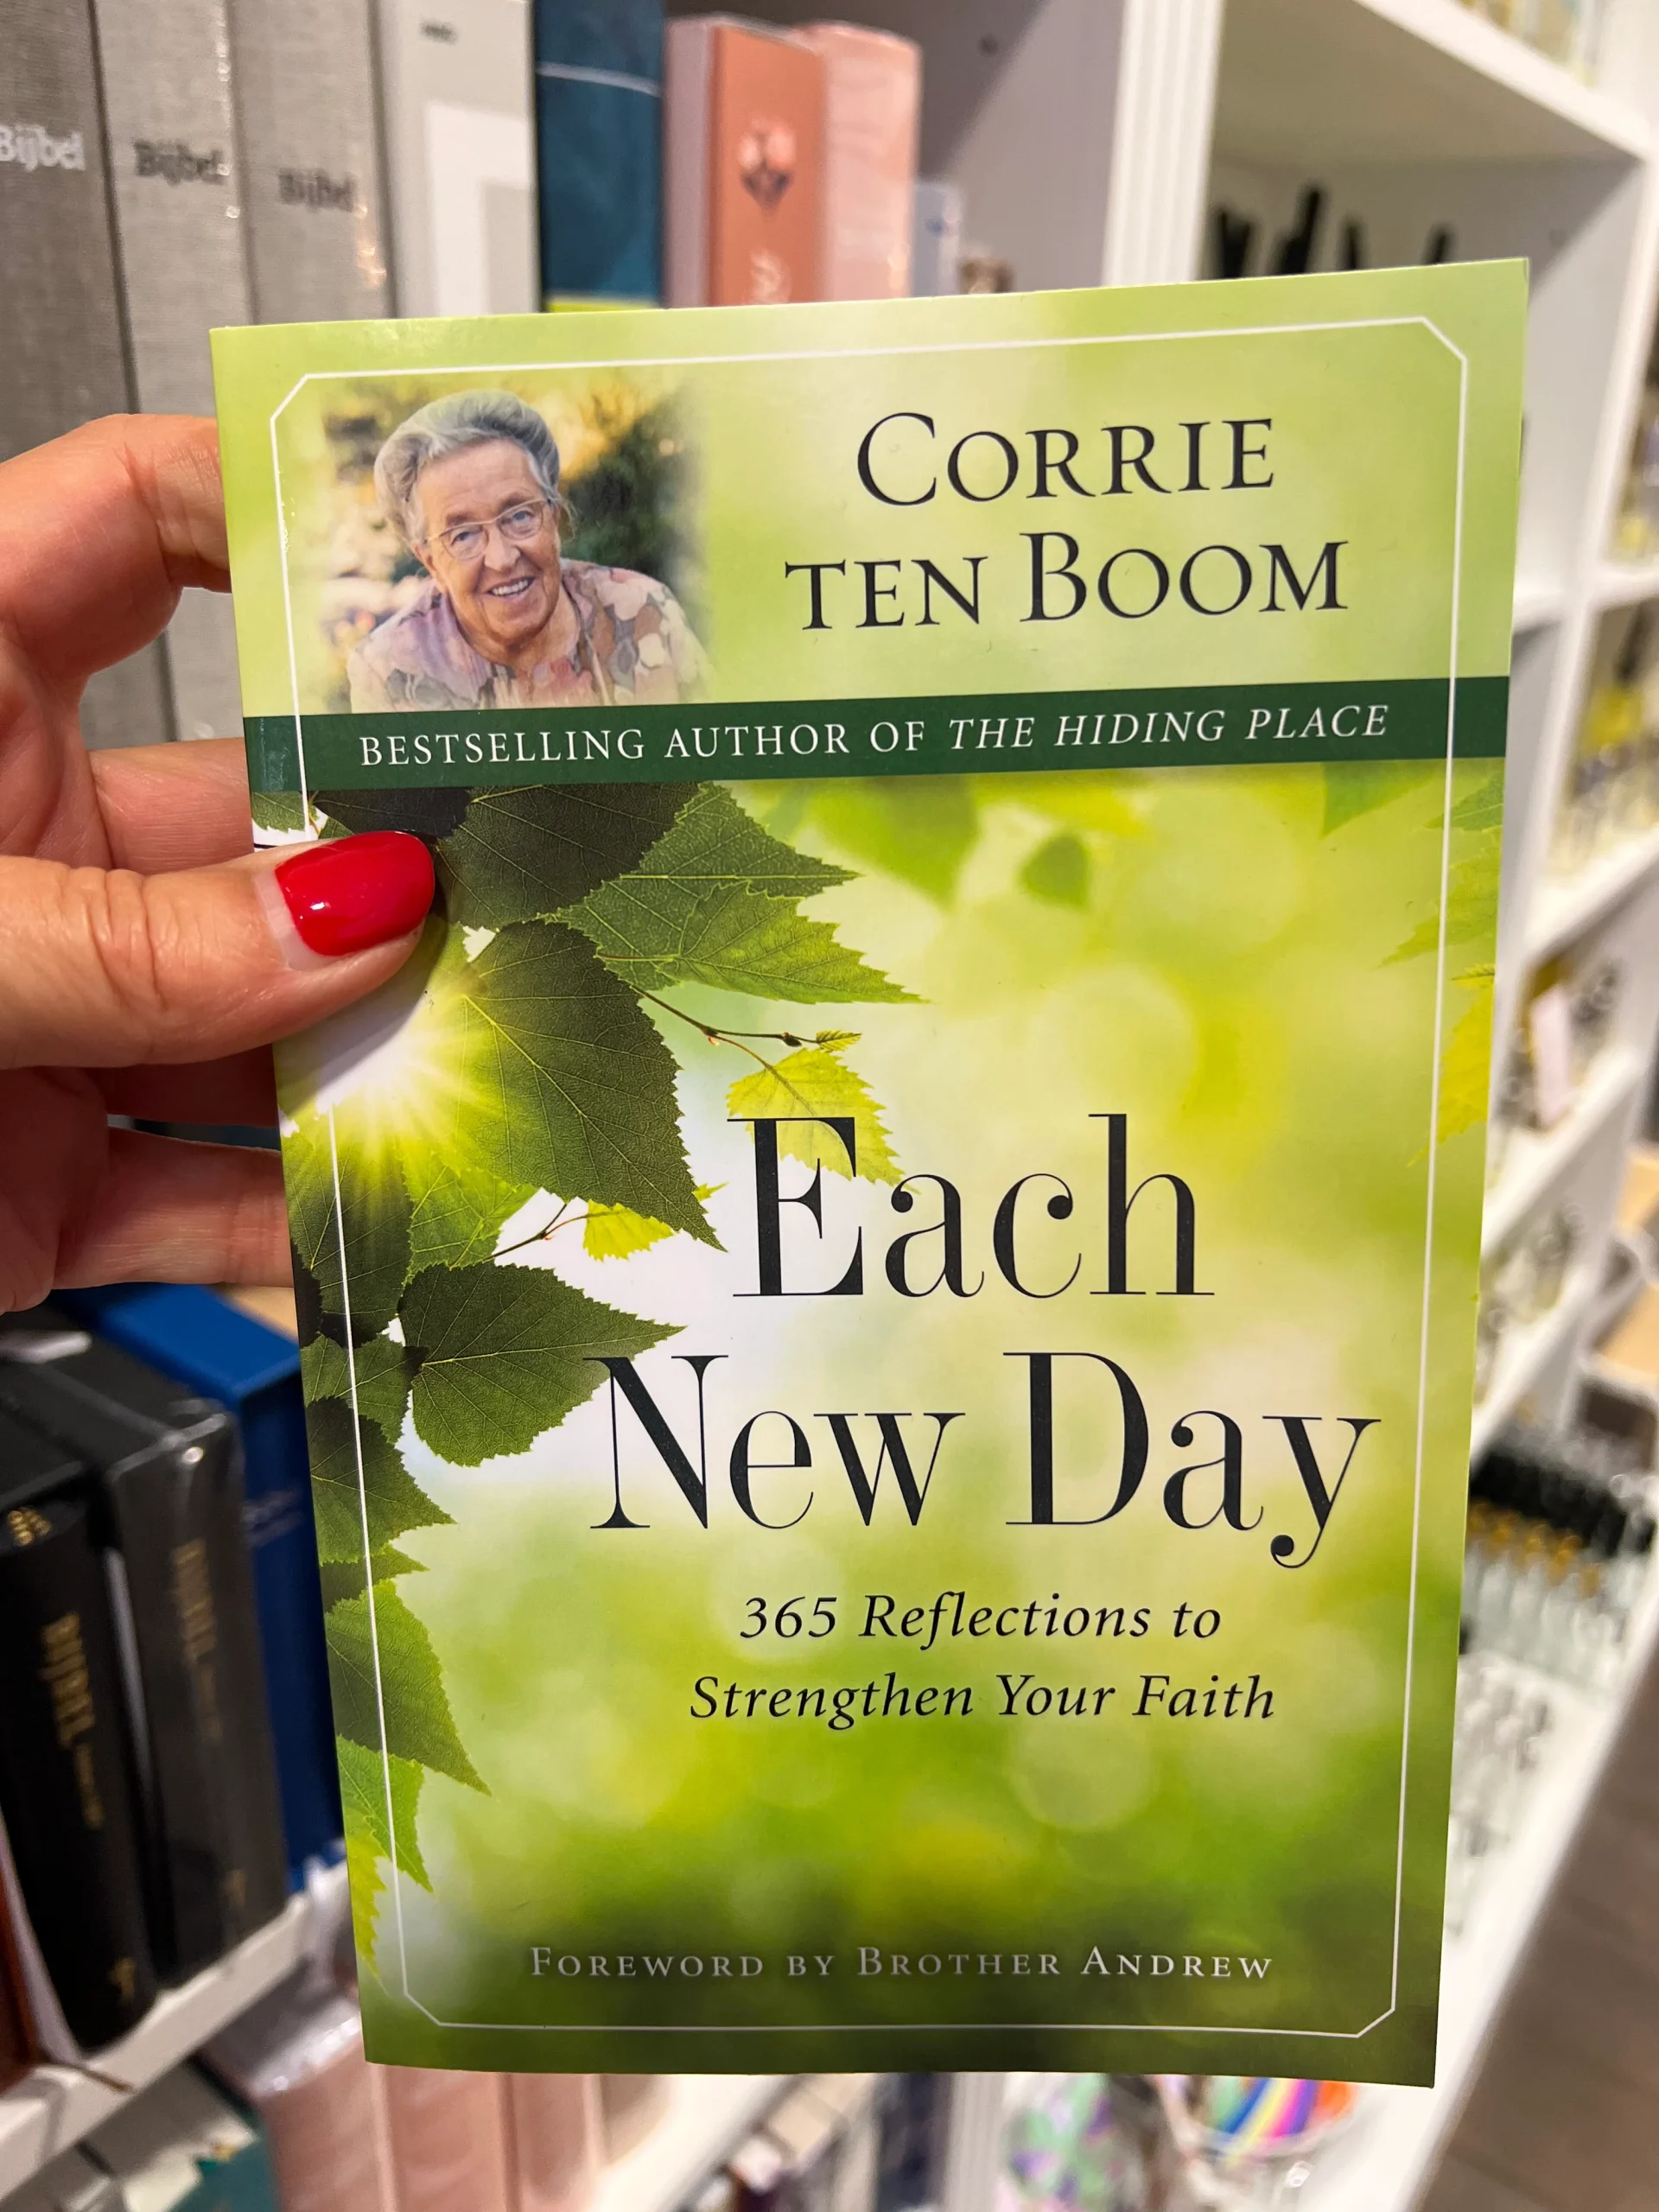 Bijbel
Bijbel
Bijbel
CORRIE
TEN BOOM
BESTSELLING AUTHOR OF THE HIDING PLACE
Each
New Day
365 Reflections to
Strengthen Your Faith
FOREWORD BY BROTHER ANDREW
BIJBEL